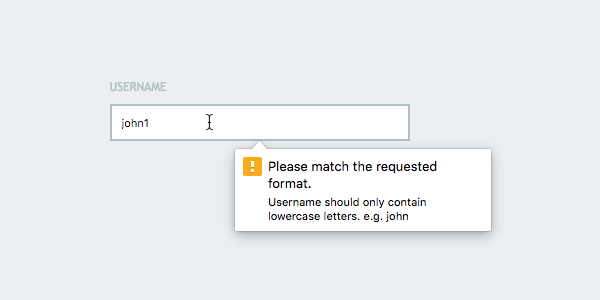 USERNAME
john1
Please match the requested
format.
Username should only contain
lowercase letters. e.g. john